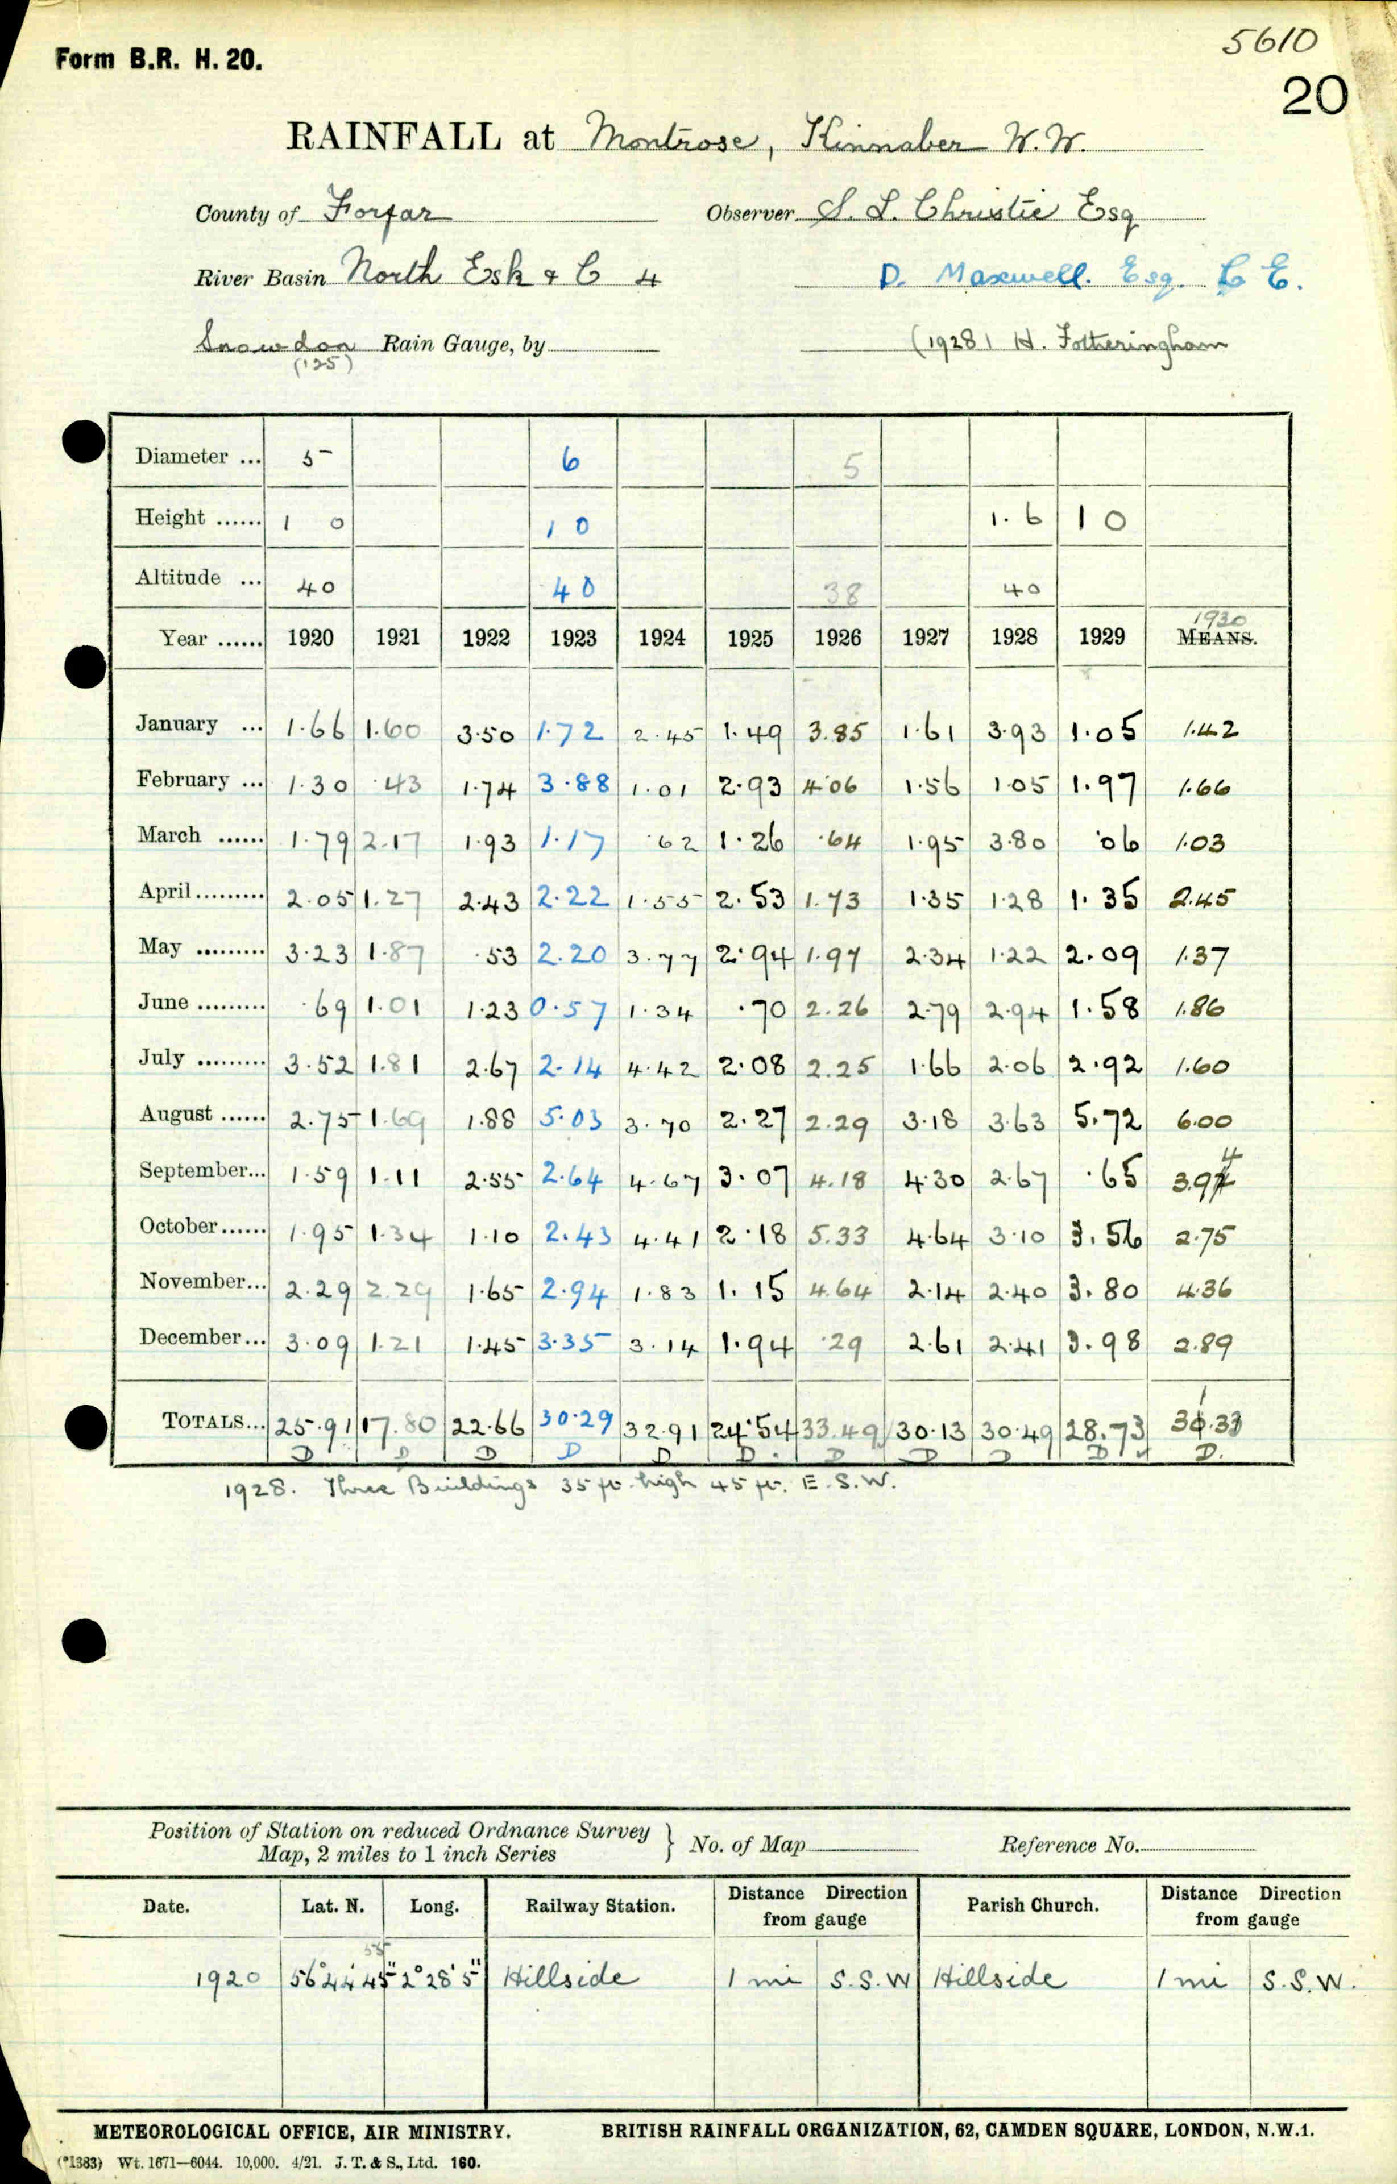 5610
Form B.R. H. 20.
20
RAINFALL at Montrose, Kinnaber W.W.
County of Forfar Observer S. L. Christie Esq
River Basin North Esk & C 4 D. Maxwell. Esq. C E.
Snowdon Rain Gauge, by (1928) H. Fotheringham
(125)
Diameter ... 5 6 5
Height ...... 1 0 1 0 1.6 1 0
Altitude ... 40 40 38 40
1930
Year ...... 1920 1921 1922 1923 1924 1925 1926 1927 1928 1929 MEANS.
January ... 1.66 1.60 3.50 1.72 2.45 1.49 3.85 1.61 3.93 1.05 1.42
February ... 1.30 .43 1.74 3.88 1.01 2.93 4.06 1.56 1.05 1.97 1.66
March ...... 1.79 2.17 1.93 1.17 .62 1.26 .64 1.95 3.80 .06 1.03
April ......... 2.05 1.27 2.43 2.22 1.55 2.53 1.73 1.35 1.28 1.35 2.45
May ......... 3.23 1.87 .53 2.20 3.77 2.94 1.97 2.34 1.22 2.09 1.37
June ......... .69 1.01 1.23 0.57 1.34 .70 2.26 2.79 2.94 1.58 1.86
July ......... 3.52 1.81 2.67 2.14 4.42 2.08 2.25 1.66 2.06 2.92 1.60
August ...... 2.75 1.69 1.88 5.03 3.70 2.27 2.29 3.18 3.63 5.72 6.00
September... 1.59 1.11 2.55 2.64 4.67 3.07 4.18 4.30 2.67 .65 3.94
October...... 1.95 1.34 1.10 2.43 4.41 2.18 5.33 4.64 3.10 3.56 2.75
November... 2.29 2.29 1.65 2.94 1.83 1.15 4.64 2.14 2.40 3.80 4.36
December... 3.09 1.21 1.45 3.35 3.14 1.94 .29 2.61 2.41 3.98 2.89
TOTALS... 25.91 17.80 22.66 30.29 32.91 24.54 33.49 30.13 30.49 28.73 31.33
D D D D D D D D D D D.
1928. Three Buildings 35 ft. high 45 ft. E. S.W.
Position of Station on reduced Ordnance Survey
Map, 2 miles to 1 inch Series } No. of Map Reference No.
Date. Lat. N. Long. Railway Station. Distance Direction from gauge Parish Church. Distance Direction from gauge
55
1920 56°44'45" 2°28'5" Hillside 1 mi S.S.W Hillside 1 mi S.S.W.
METEOROLOGICAL OFFICE, AIR MINISTRY. BRITISH RAINFALL ORGANIZATION, 62, CAMDEN SQUARE, LONDON, N.W.1.
(*1383) Wt. 1671—6044. 10,000. 4/21. J. T. & S., Ltd. 160.